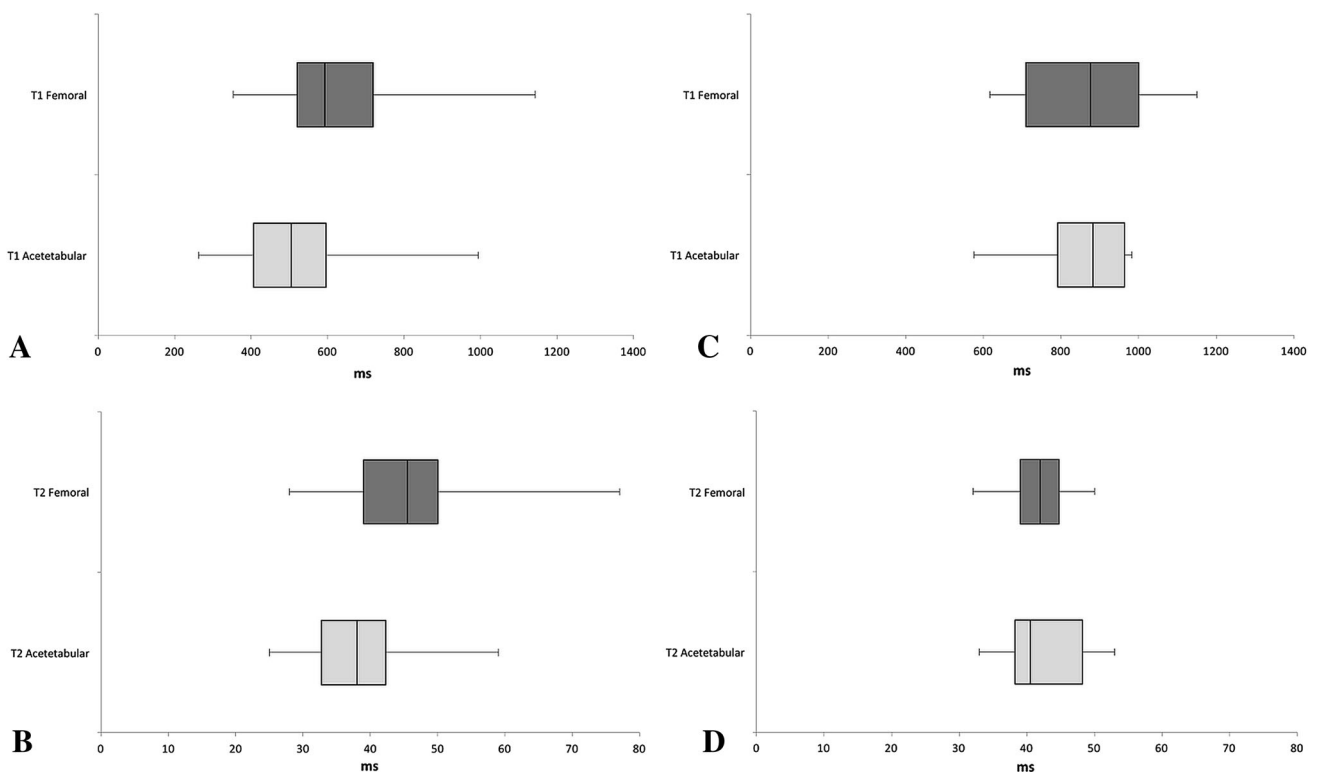 T1 Femoral
T1 Acetetabular
A
0 200 400 600 800 1000 1200 1400
ms
T1 Femoral
T1 Acetabular
C
0 200 400 600 800 1000 1200 1400
ms
T2 Femoral
T2 Acetetabular
B
0 10 20 30 40 50 60 70 80
ms
T2 Femoral
T2 Acetetabular
D
0 10 20 30 40 50 60 70 80
ms